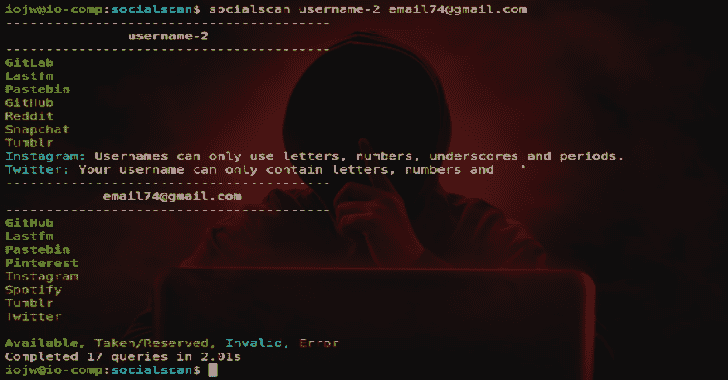 iojw@io-comp:socialscan$ socialscan username-2 email74@gmail.com
----------------------------------------
username-2
----------------------------------------
GitLab
Lastfm
Pastebin
GitHub
Reddit
Snapchat
Tumblr
Instagram: Usernames can only use letters, numbers, underscores and periods.
Twitter: Your username can only contain letters, numbers and '_'
----------------------------------------
email74@gmail.com
----------------------------------------
GitHub
Lastfm
Pastebin
Pinterest
Instagram
Spotify
Tumblr
Twitter
Available, Taken/Reserved, Invalid, Error
Completed 17 queries in 2.01s
iojw@io-comp:socialscan$